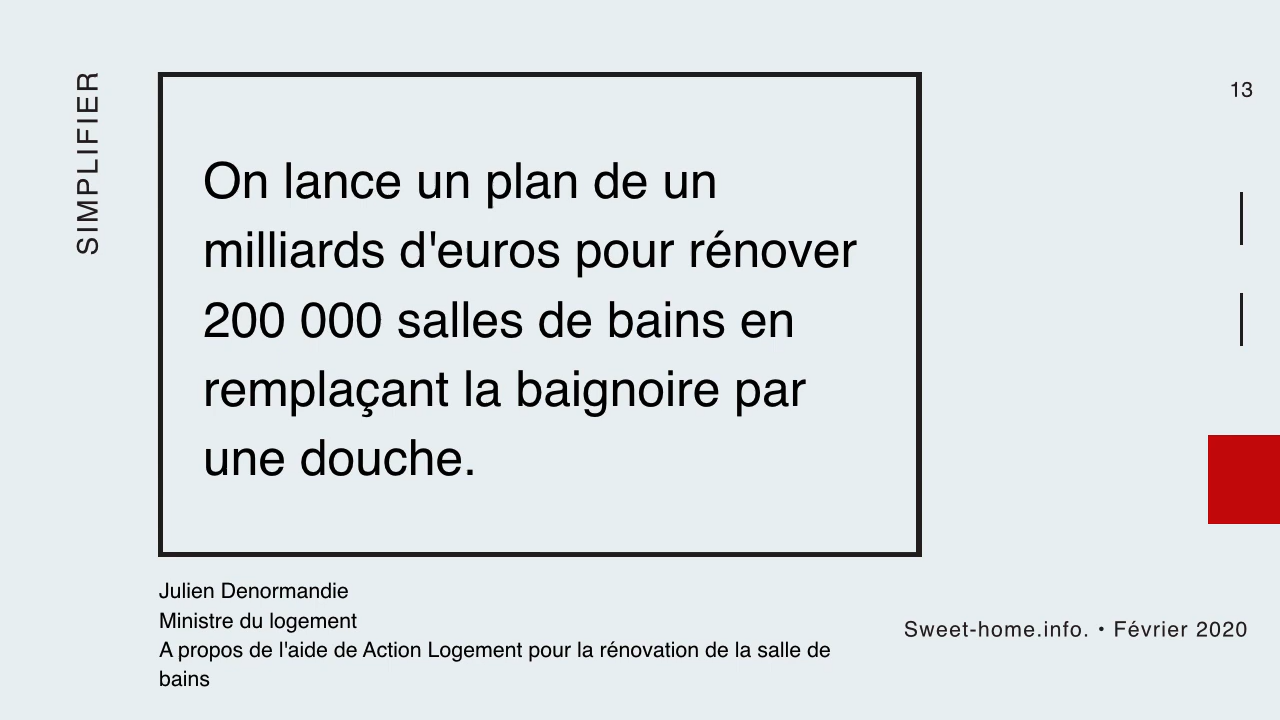 SIMPLIFIER
13
On lance un plan de un
milliards d'euros pour rénover
200 000 salles de bains en
remplaçant la baignoire par
une douche.
Julien Denormandie
Ministre du logement
A propos de l'aide de Action Logement pour la rénovation de la salle de
bains
Sweet-home.info. • Février 2020